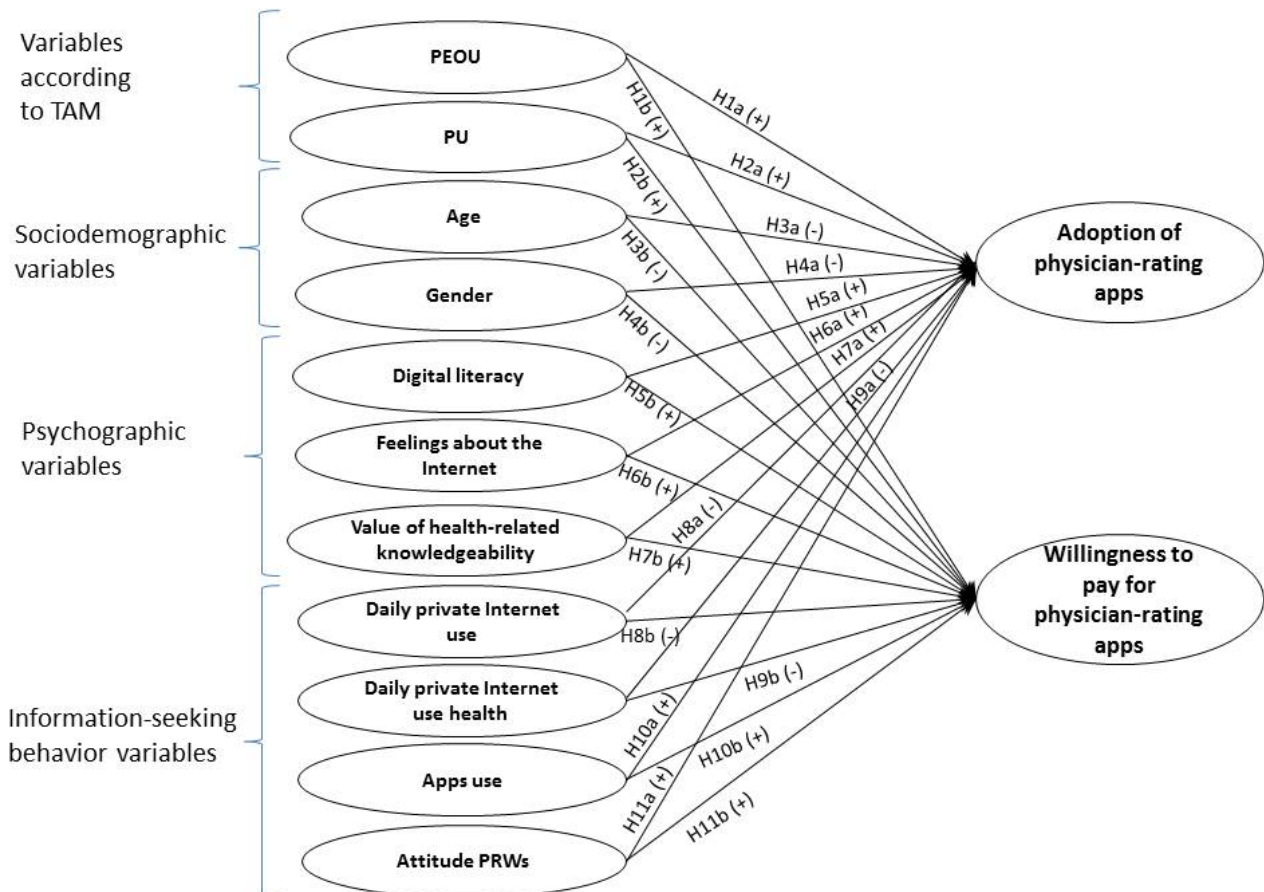 Variables
according
to TAM
Sociodemographic
variables
Psychographic
variables
Information-seeking
behavior variables
PEOU
PU
Age
Gender
Digital literacy
Feelings about the
Internet
Value of health-related
knowledgeability
Daily private Internet
use
Daily private Internet
use health
Apps use
Attitude PRWs
H1a (+)
H1b (+)
H2a (+)
H2b (+)
H3a (-)
H3b (-)
H4a (-)
H4b (-)
H5a (+)
H5b (+)
H6a (+)
H6b (+)
H7a (+)
H7b (+)
H8a (-)
H8b (-)
H9a (-)
H9b (-)
H10a (+)
H10b (+)
H11a (+)
H11b (+)
Adoption of
physician-rating
apps
Willingness to
pay for
physician-rating
apps